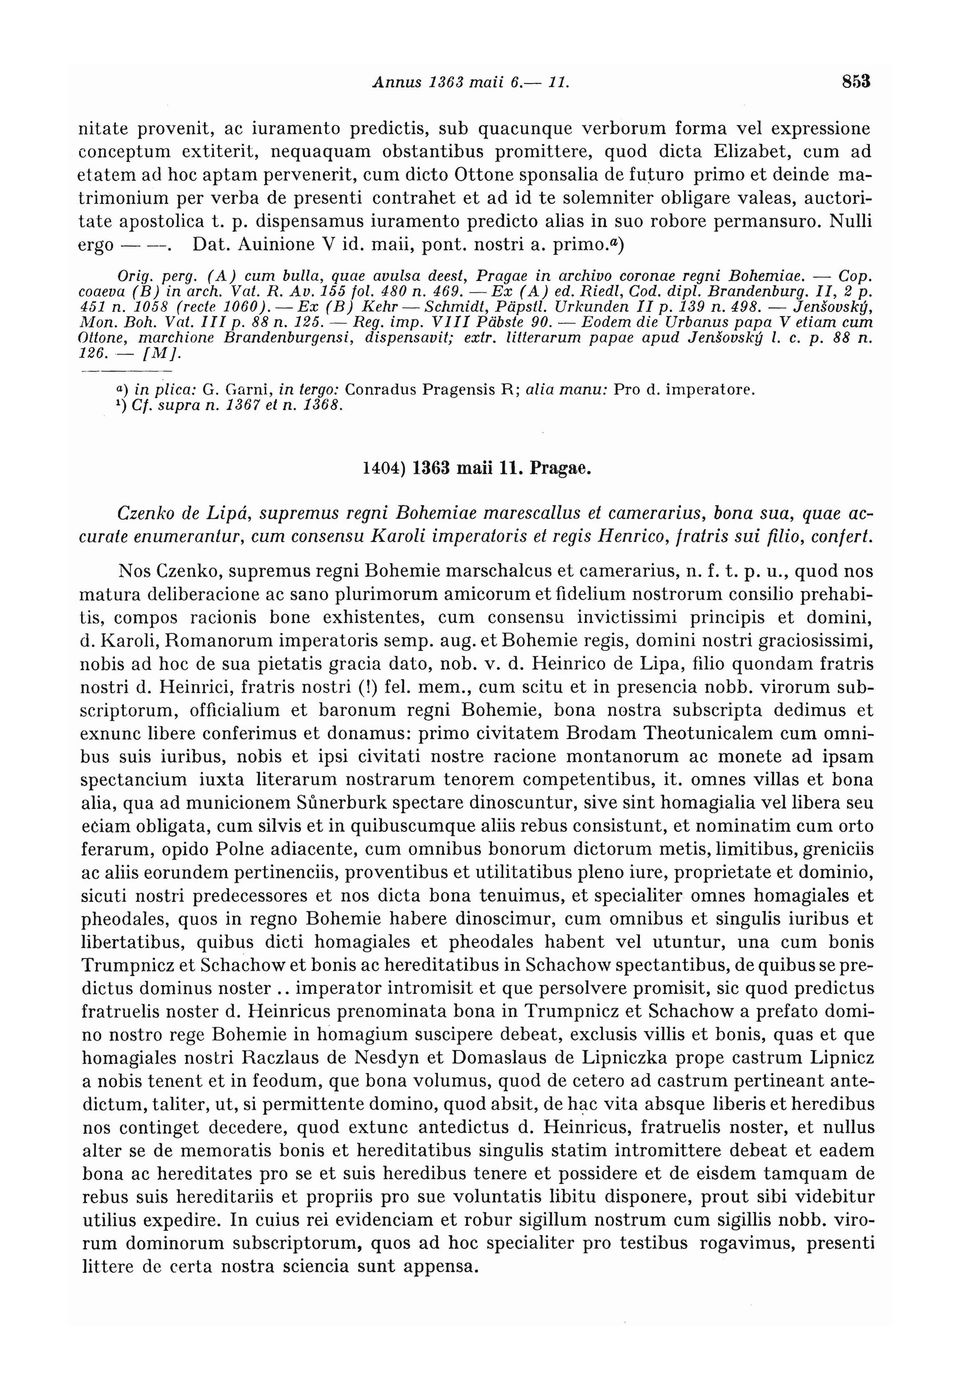 Annus 1363 maii 6.— 11. 853
nitate provenit, ac iuramento predictis, sub quacunque verborum forma vel expressione
conceptum extiterit, nequaquam obstantibus promittere, quod dicta Elizabet, cum ad
etatem ad hoc aptam pervenerit, cum dicto Ottone sponsalia de futuro primo et deinde ma-
trimonium per verba de presenti contrahet et ad id te solemniter obligare valeas, auctori-
tate apostolica t. p. dispensamus iuramento predicto alias in suo robore permansuro. Nulli
ergo — —. Dat. Auinione V id. maii, pont. nostri a. primo.ᵃ)
Orig. perg. (A) cum bulla, quae avulsa deest, Pragae in archivo coronae regni Bohemiae. — Cop.
coaeva (B) in arch. Vat. R. Av. 155 fol. 480 n. 469. — Ex (A) ed. Riedl, Cod. dipl. Brandenburg. II, 2 p.
451 n. 1058 (recte 1060). — Ex (B) Kehr — Schmidt, Päpstl. Urkunden II p. 139 n. 498. — Jenšovský,
Mon. Boh. Vat. III p. 88 n. 125. — Reg. imp. VIII Päbste 90. — Eodem die Urbanus papa V etiam cum
Ottone, marchione Brandenburgensi, dispensavit; extr. litterarum papae apud Jenšovský l. c. p. 88 n.
126. — [M].
ᵃ) in plica: G. Garni, in tergo: Conradus Pragensis R; alia manu: Pro d. imperatore.
¹) Cf. supra n. 1367 et n. 1368.
1404) 1363 maii 11. Pragae.
Czenko de Lipá, supremus regni Bohemiae marescallus et camerarius, bona sua, quae ac-
curate enumerantur, cum consensu Karoli imperatoris et regis Henrico, fratris sui filio, confert.
Nos Czenko, supremus regni Bohemie marschalcus et camerarius, n. f. t. p. u., quod nos
matura deliberacione ac sano plurimorum amicorum et fidelium nostrorum consilio prehabi-
tis, compos racionis bone exhistentes, cum consensu invictissimi principis et domini,
d. Karoli, Romanorum imperatoris semp. aug. et Bohemie regis, domini nostri graciosissimi,
nobis ad hoc de sua pietatis gracia dato, nob. v. d. Heinrico de Lipa, filio quondam fratris
nostri d. Heinrici, fratris nostri (!) fel. mem., cum scitu et in presencia nobb. virorum sub-
scriptorum, officialium et baronum regni Bohemie, bona nostra subscripta dedimus et
exnunc libere conferimus et donamus: primo civitatem Brodam Theotunicalem cum omni-
bus suis iuribus, nobis et ipsi civitati nostre racione montanorum ac monete ad ipsam
spectancium iuxta literarum nostrarum tenorem competentibus, it. omnes villas et bona
alia, qua ad municionem Sůnerburk spectare dinoscuntur, sive sint homagialia vel libera seu
eciam obligata, cum silvis et in quibuscumque aliis rebus consistunt, et nominatim cum orto
ferarum, opido Polne adiacente, cum omnibus bonorum dictorum metis, limitibus, greniciis
ac aliis eorundem pertinenciis, proventibus et utilitatibus pleno iure, proprietate et dominio,
sicuti nostri predecessores et nos dicta bona tenuimus, et specialiter omnes homagiales et
pheodales, quos in regno Bohemie habere dinoscimur, cum omnibus et singulis iuribus et
libertatibus, quibus dicti homagiales et pheodales habent vel utuntur, una cum bonis
Trumpnicz et Schachow et bonis ac hereditatibus in Schachow spectantibus, de quibus se pre-
dictus dominus noster .. imperator intromisit et que persolvere promisit, sic quod predictus
fratruelis noster d. Heinricus prenominata bona in Trumpnicz et Schachow a prefato domi-
no nostro rege Bohemie in homagium suscipere debeat, exclusis villis et bonis, quas et que
homagiales nostri Raczlaus de Nesdyn et Domaslaus de Lipniczka prope castrum Lipnicz
a nobis tenent et in feodum, que bona volumus, quod de cetero ad castrum pertineant ante-
dictum, taliter, ut, si permittente domino, quod absit, de hac vita absque liberis et heredibus
nos continget decedere, quod extunc antedictus d. Heinricus, fratruelis noster, et nullus
alter se de memoratis bonis et hereditatibus singulis statim intromittere debeat et eadem
bona ac hereditates pro se et suis heredibus tenere et possidere et de eisdem tamquam de
rebus suis hereditariis et propriis pro sue voluntatis libitu disponere, prout sibi videbitur
utilius expedire. In cuius rei evidenciam et robur sigillum nostrum cum sigillis nobb. viro-
rum dominorum subscriptorum, quos ad hoc specialiter pro testibus rogavimus, presenti
littere de certa nostra sciencia sunt appensa.